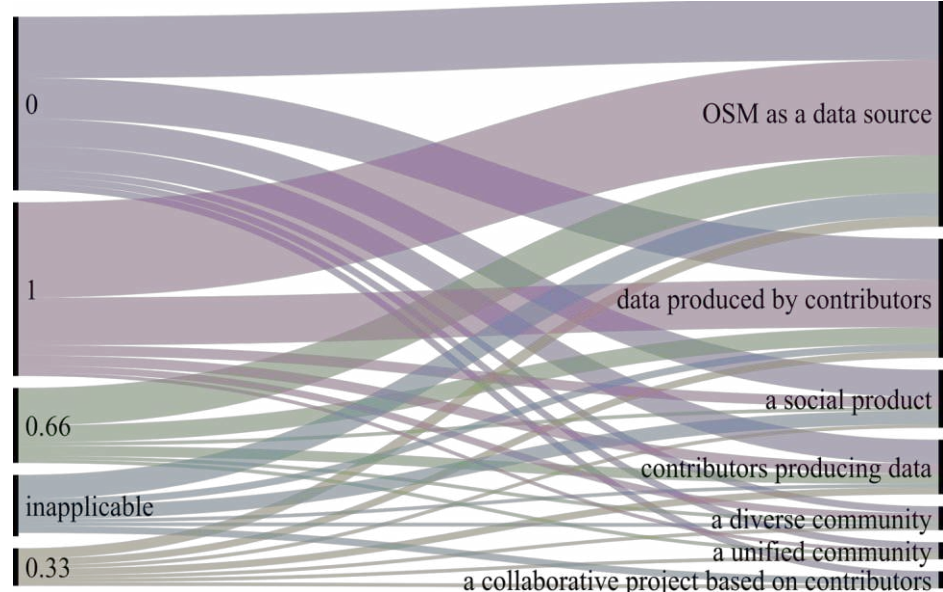 0
1
0.66
inapplicable
0.33
OSM as a data source
data produced by contributors
a social product
contributors producing data
a diverse community
a unified community
a collaborative project based on contributors